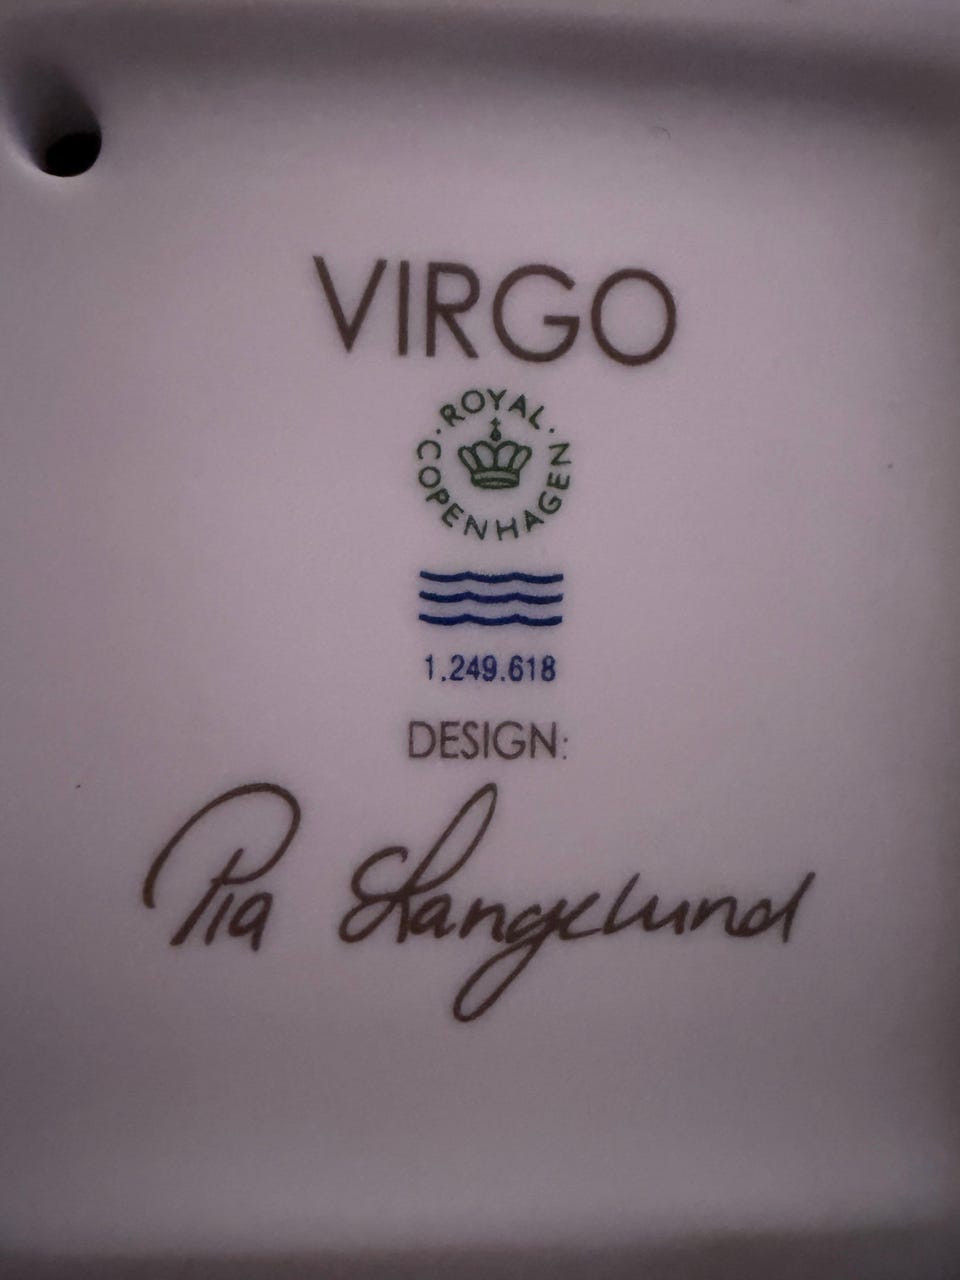 VIRGO
ROYAL
COPENHAGEN
1.249.618
DESIGN:
Pia Langelund